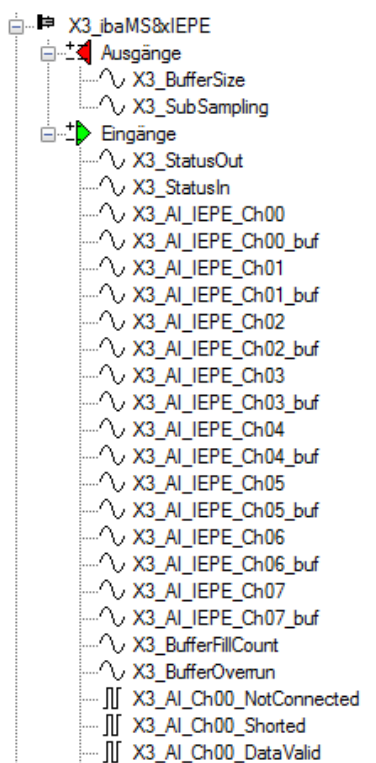 X3_ibaMS8xIEPE
Ausgänge
X3_BufferSize
X3_SubSampling
Eingänge
X3_StatusOut
X3_StatusIn
X3_AI_IEPE_Ch00
X3_AI_IEPE_Ch00_buf
X3_AI_IEPE_Ch01
X3_AI_IEPE_Ch01_buf
X3_AI_IEPE_Ch02
X3_AI_IEPE_Ch02_buf
X3_AI_IEPE_Ch03
X3_AI_IEPE_Ch03_buf
X3_AI_IEPE_Ch04
X3_AI_IEPE_Ch04_buf
X3_AI_IEPE_Ch05
X3_AI_IEPE_Ch05_buf
X3_AI_IEPE_Ch06
X3_AI_IEPE_Ch06_buf
X3_AI_IEPE_Ch07
X3_AI_IEPE_Ch07_buf
X3_BufferFillCount
X3_BufferOverrun
X3_AI_Ch00_NotConnected
X3_AI_Ch00_Shorted
X3_AI_Ch00_DataValid